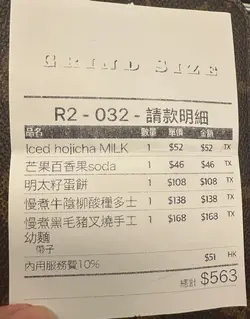 GRIND SIZE
R2 - 032 - 請款明細
品名 數量 單價 金額
Iced hojicha MILK 1 $52 $52 TX
芒果百香果soda 1 $46 $46 TX
明太籽蛋餅 1 $108 $108 TX
慢煮牛陰柳酸種多士 1 $138 $138 TX
慢煮黑毛豬叉燒手工 1 $168 $168 TX
幼麵
帶子
內用服務費10% $51 HK
總計 $563